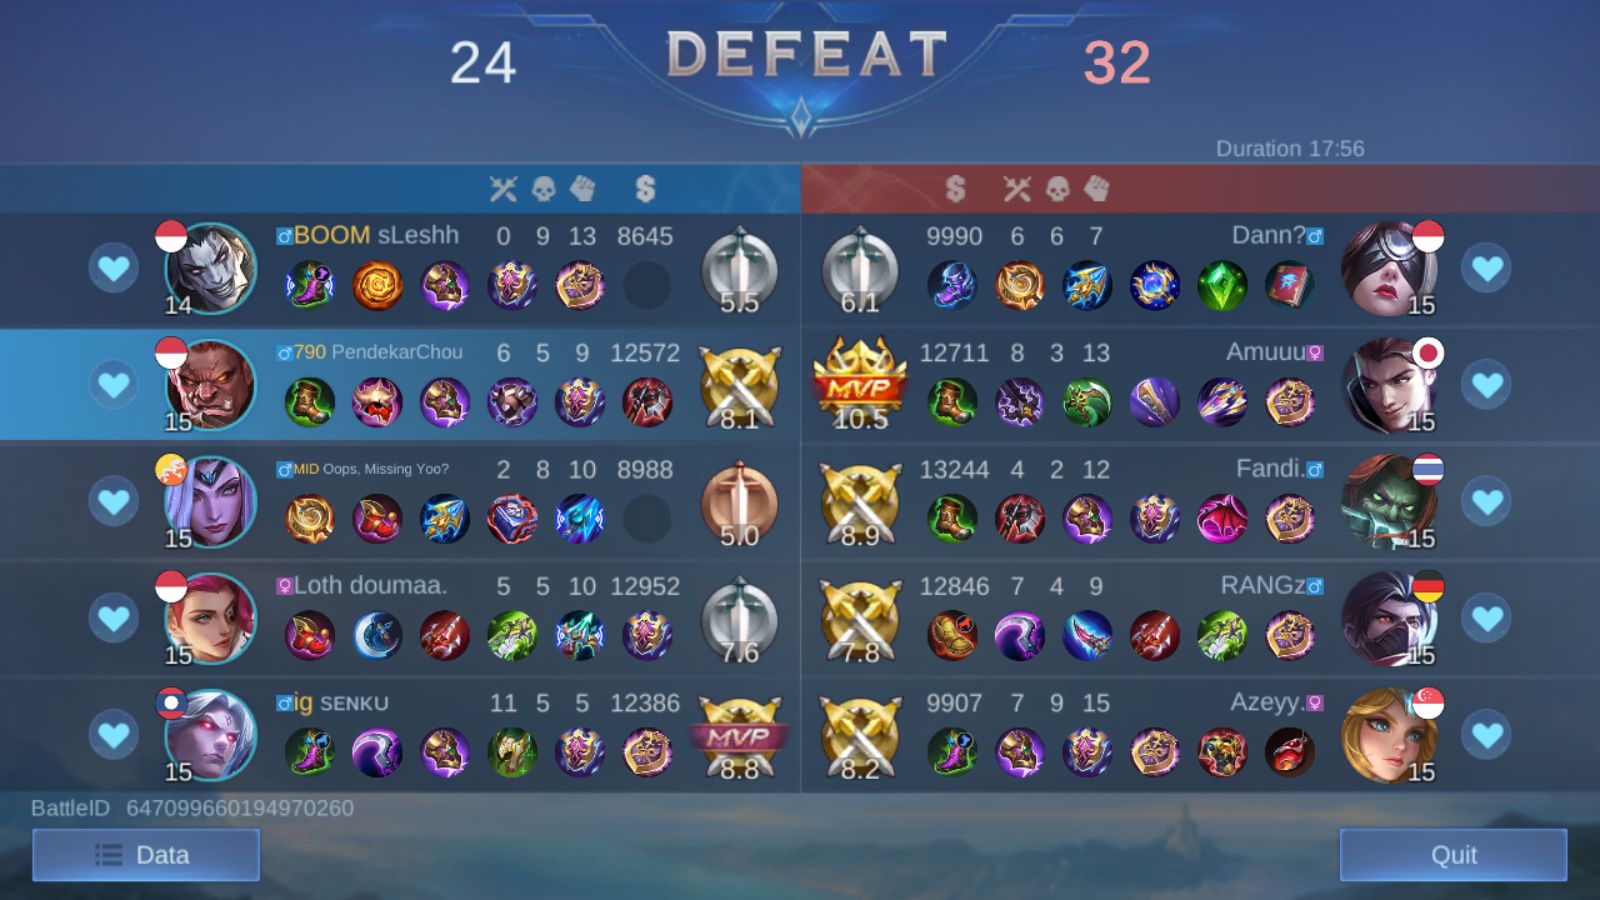 24 DEFEAT 32
Duration 17:56
BOOM sLeshh 0 9 13 8645
14
5.5
790 PendekarChou 6 5 9 12572
15
8.1
MID Oops, Missing Yoo? 2 8 10 8988
15
5.0
Loth doumaa. 5 5 10 12952
15
7.6
ig SENKU 11 5 5 12386
15
MVP
8.8
9990 6 6 7 Dann?
6.1
15
12711 8 3 13 Amuuu
MVP
10.5
15
13244 4 2 12 Fandi.
8.9
15
12846 7 4 9 RANGz
7.8
15
9907 7 9 15 Azeyy.
8.2
15
BattleID 647099660194970260
Data
Quit